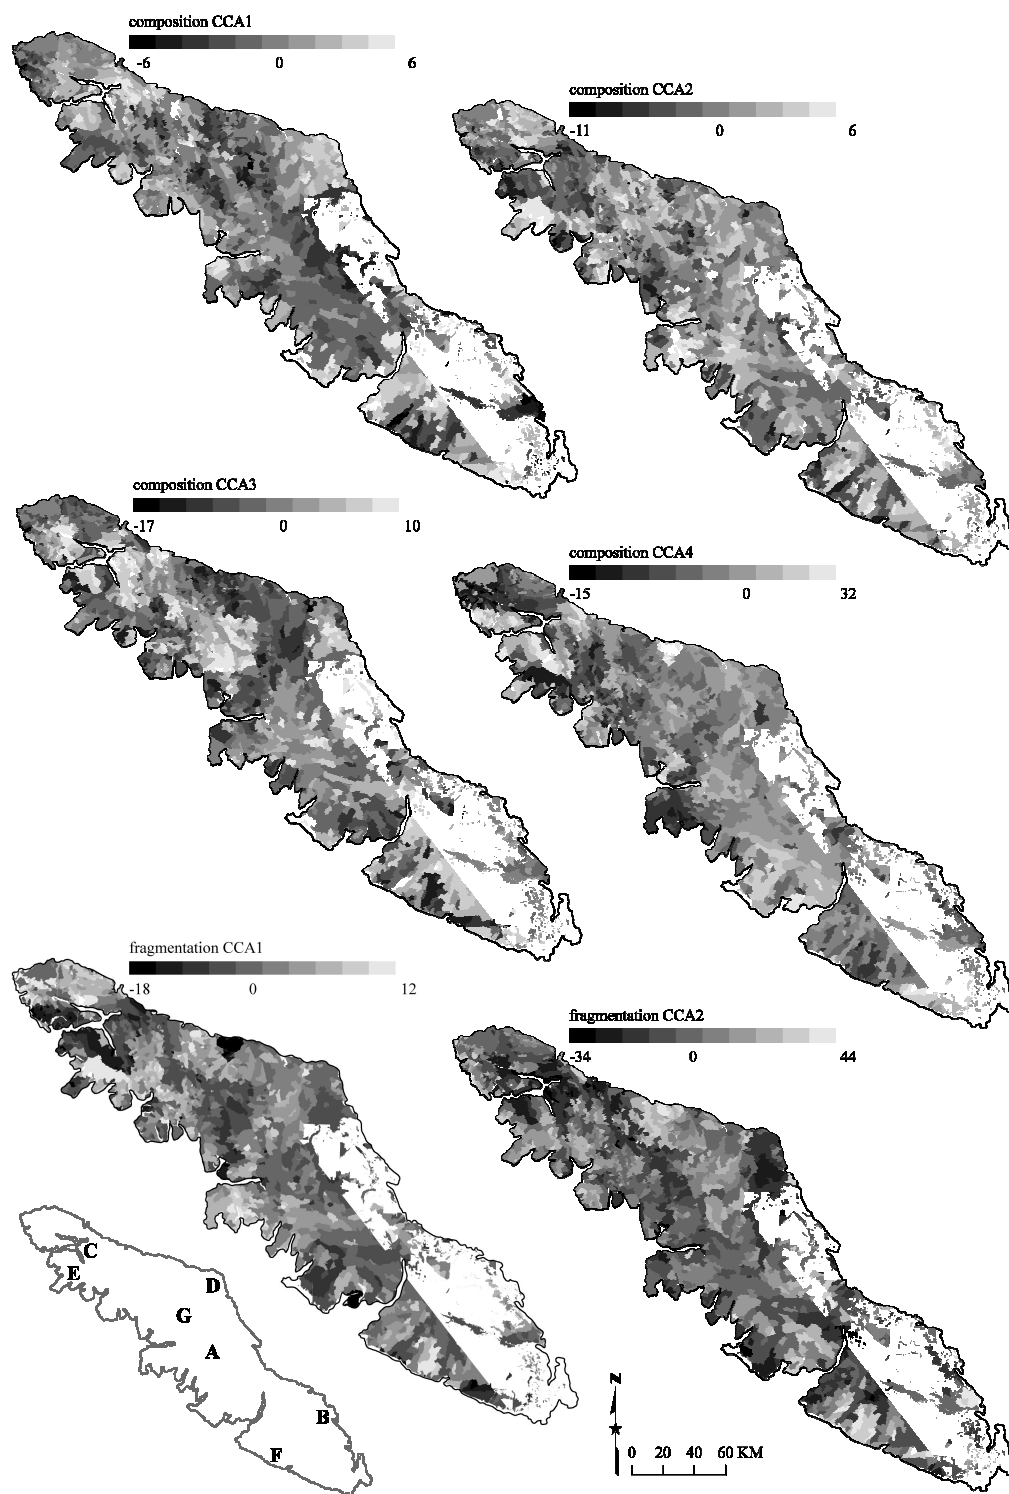 composition CCA1
-6 0 6
composition CCA2
-11 0 6
composition CCA3
-17 0 10
composition CCA4
-15 0 32
fragmentation CCA1
-18 0 12
fragmentation CCA2
-34 0 44
C
E
D
G
A
B
F
N
0 20 40 60 KM